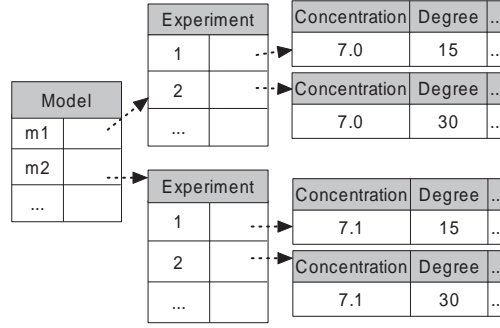 Model
m1
m2
...
Experiment
1
2
...
Concentration Degree ..
7.0 15 ..
Concentration Degree ..
7.0 30 ..
Experiment
1
2
...
Concentration Degree ..
7.1 15 ..
Concentration Degree ..
7.1 30 ..